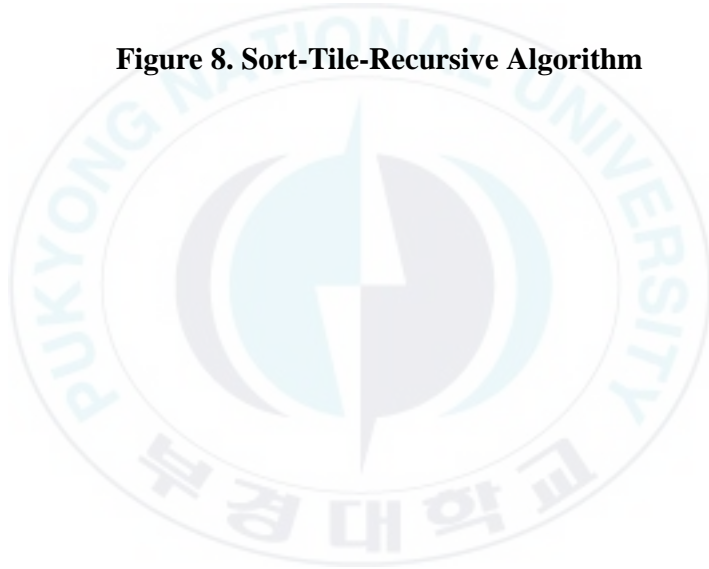 Figure 8. Sort-Tile-Recursive Algorithm
PUKYONG NATIONAL UNIVERSITY
부경대학교